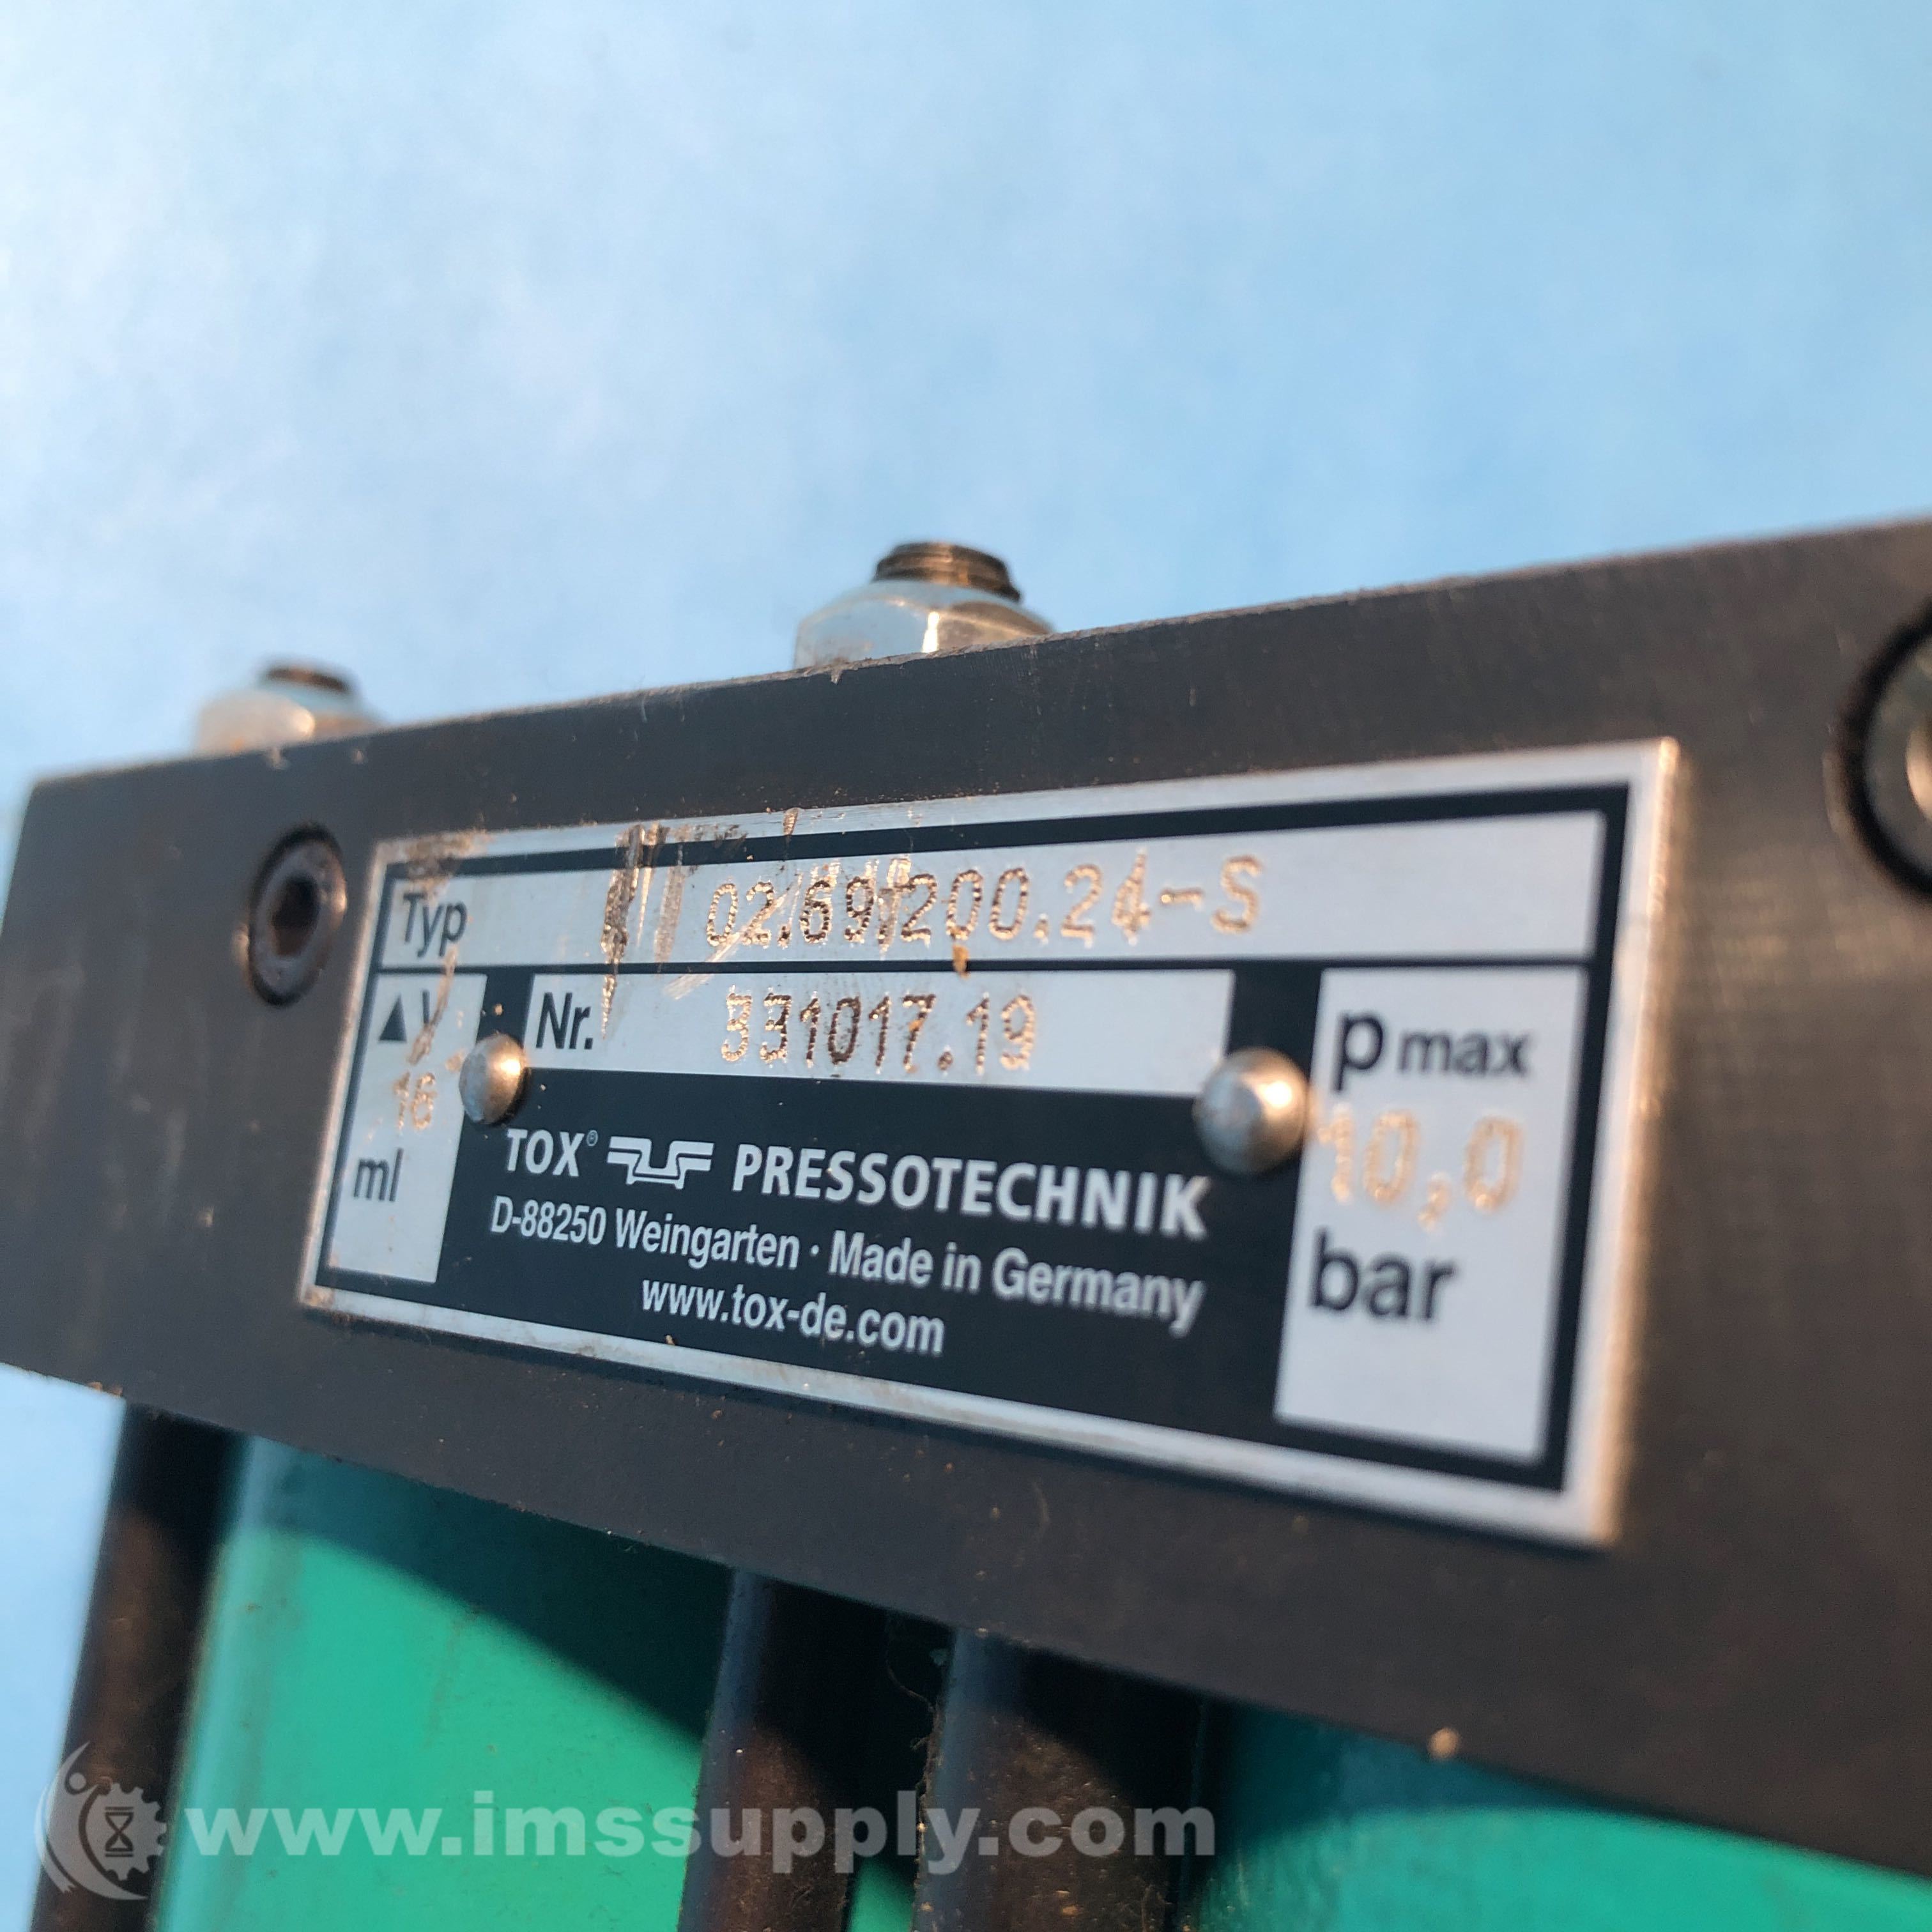 Typ 02.69.200.24-S
▲V Nr. 331017.19 p max
16 10,0
ml TOX® PRESSOTECHNIK bar
D-88250 Weingarten · Made in Germany
www.tox-de.com
www.imssupply.com